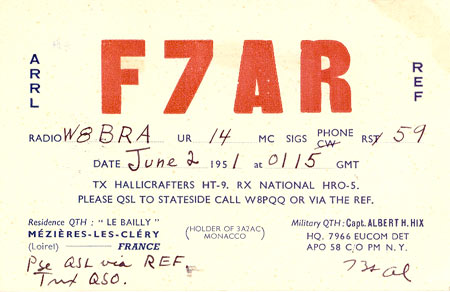 ARRL
F7AR
REF
RADIO W8BRA UR 14 MC SIGS PHONE CW RST 59
DATE June 2 1951 at 0115 GMT
TX HALLICRAFTERS HT-9. RX NATIONAL HRO-5.
PLEASE QSL TO STATESIDE CALL W8PQQ OR VIA THE REF.
Residence QTH : " LE BAILLY "
MÉZIÈRES-LES-CLÉRY
(Loirel) FRANCE
(HOLDER OF 3A2AC)
MONACO
Military QTH : Capt. ALBERT H. HIX
HQ. 7966 EUCOM DET
APO 58 C/O PM N.Y.
Pse QSL via REF.
Tnx QSO.
73 Al